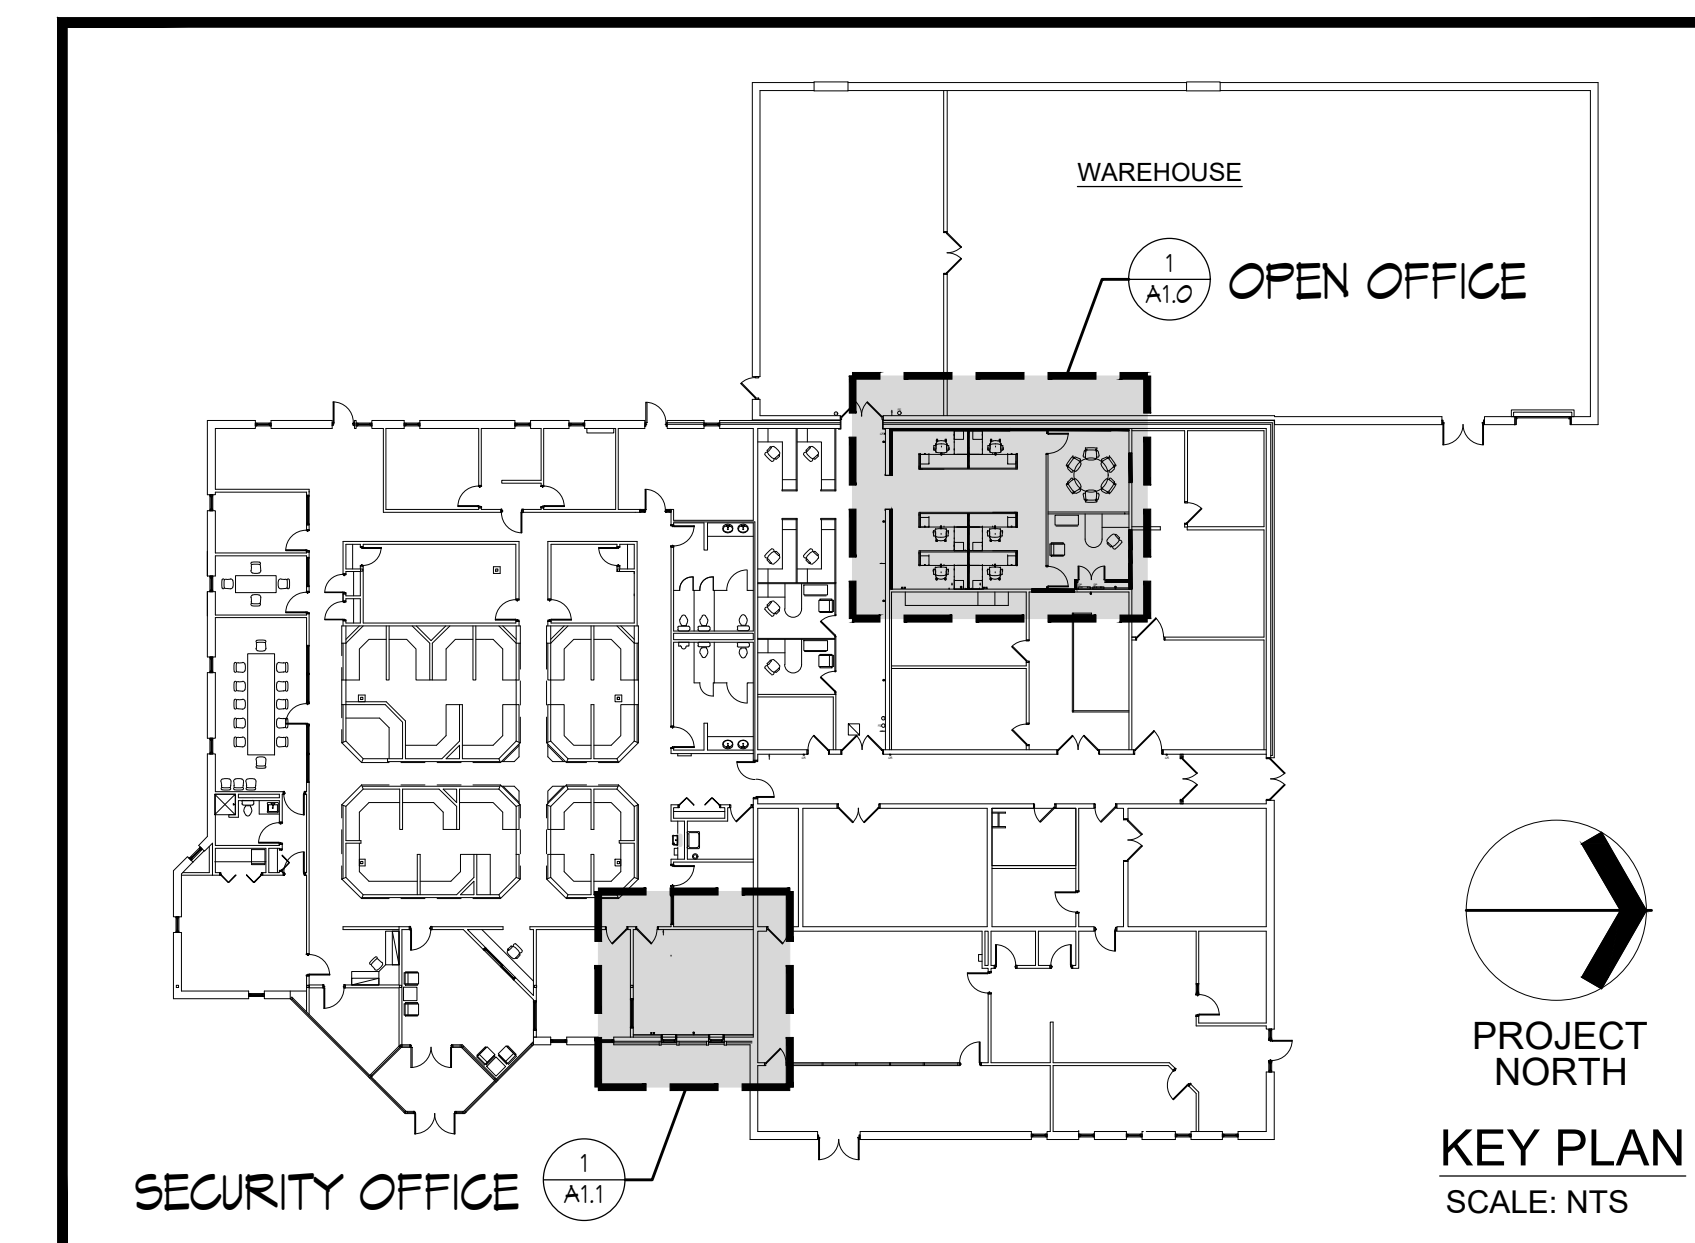 WAREHOUSE
1
A1.0
OPEN OFFICE
PROJECT
NORTH
KEY PLAN
SCALE: NTS
SECURITY OFFICE
1
A1.1